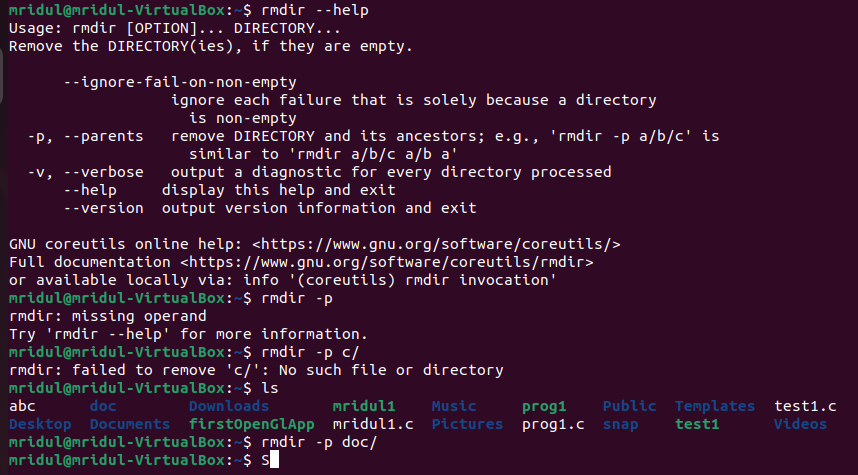 mridul@mridul-VirtualBox:~$ rmdir --help
Usage: rmdir [OPTION]... DIRECTORY...
Remove the DIRECTORY(ies), if they are empty.
--ignore-fail-on-non-empty
ignore each failure that is solely because a directory
is non-empty
-p, --parents   remove DIRECTORY and its ancestors; e.g., 'rmdir -p a/b/c' is
similar to 'rmdir a/b/c a/b a'
-v, --verbose   output a diagnostic for every directory processed
--help     display this help and exit
--version  output version information and exit
GNU coreutils online help: <https://www.gnu.org/software/coreutils/>
Full documentation <https://www.gnu.org/software/coreutils/rmdir>
or available locally via: info '(coreutils) rmdir invocation'
mridul@mridul-VirtualBox:~$ rmdir -p
rmdir: missing operand
Try 'rmdir --help' for more information.
mridul@mridul-VirtualBox:~$ rmdir -p c/
rmdir: failed to remove 'c/': No such file or directory
mridul@mridul-VirtualBox:~$ ls
abc      doc        Downloads       mridul1    Music     prog1    Public  Templates  test1.c
Desktop  Documents  firstOpenGlApp  mridul1.c  Pictures  prog1.c  snap    test1      Videos
mridul@mridul-VirtualBox:~$ rmdir -p doc/
mridul@mridul-VirtualBox:~$ S